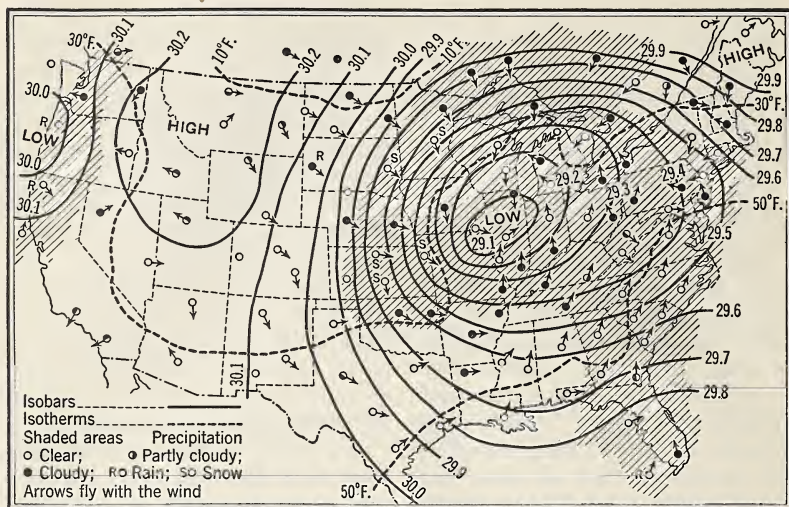 30°F.
30.1
30.2
10°F.
30.2
30.1
30.0
29.9
10°F.
29.9
HIGH
29.9
30°F.
29.8
29.7
29.6
30.0
R
LOW
30.0
R
30.1
HIGH
R
S
S
29.2
29.3
29.4
50°F.
LOW
29.1
29.5
S
S
S
29.6
29.7
29.8
30.1
29.9
30.0
50°F.
R
Isobars
Isotherms
Shaded areas Precipitation
○ Clear; ◑ Partly cloudy;
● Cloudy; R○ Rain; S○ Snow
Arrows fly with the wind